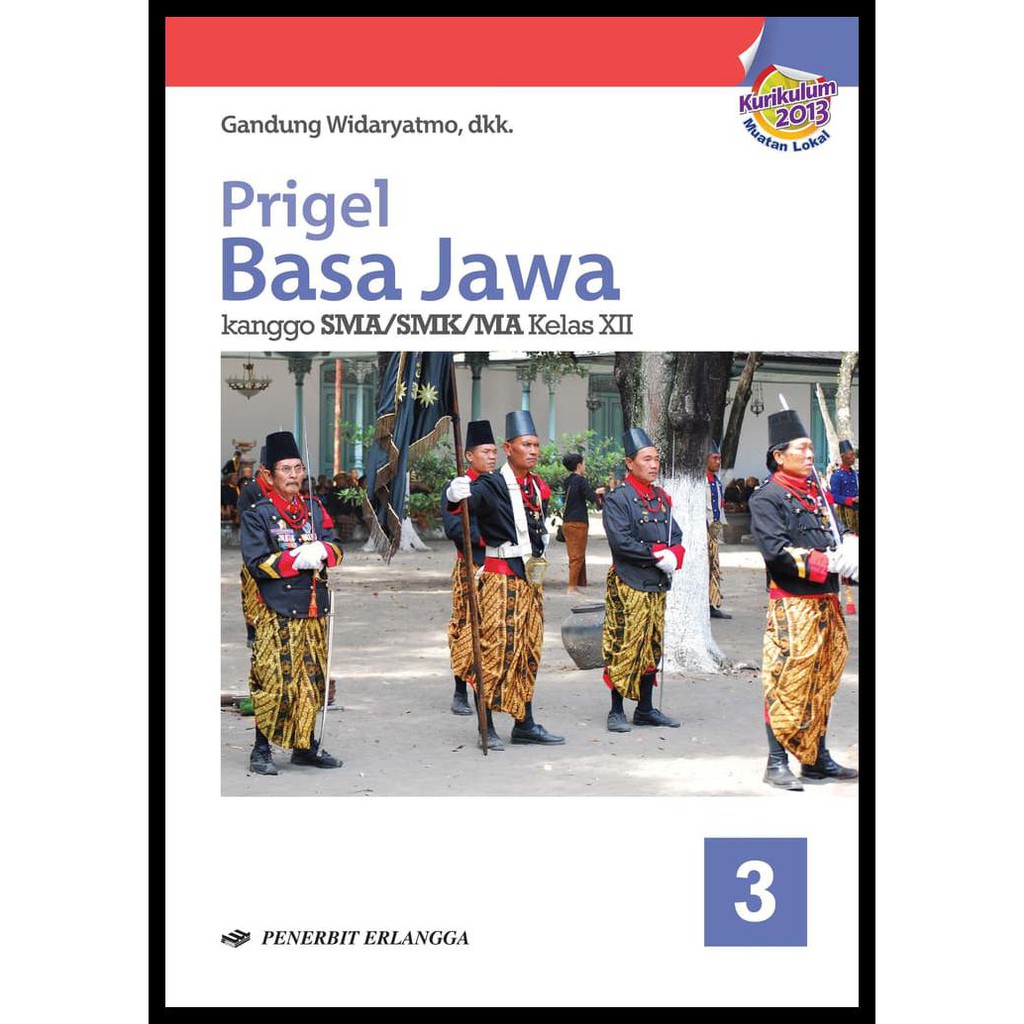 Kurikulum
2013
Muatan Lokal
Gandung Widaryatmo, dkk.
Prigel
Basa Jawa
kanggo SMA/SMK/MA Kelas XII
3
PENERBIT ERLANGGA